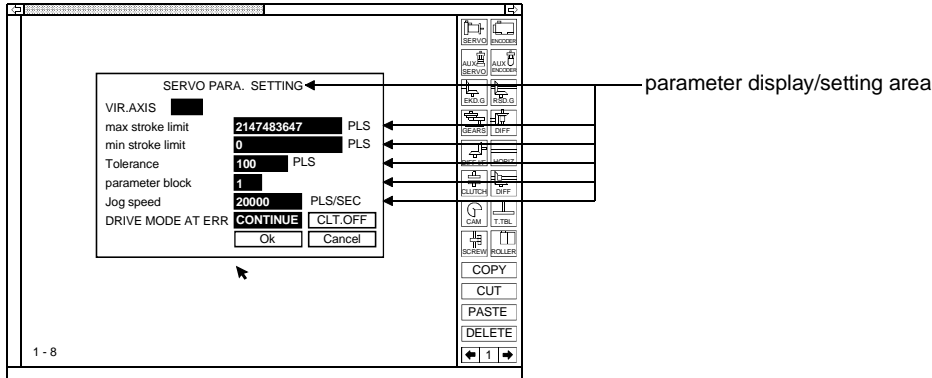 SERVO ENCODER
AUX SERVO AUX ENCODER
parameter display/setting area
SERVO PARA. SETTING
EKD.G RSD.G
VIR.AXIS
max stroke limit 2147483647 PLS
GEARS DIFF
min stroke limit 0 PLS
Tolerance 100 PLS
HORIZ
parameter block 1
CLUTCH DIFF
Jog speed 20000 PLS/SEC
DRIVE MODE AT ERR CONTINUE CLT.OFF
CAM T.TBL
Ok Cancel
SCREW ROLLER
COPY
CUT
PASTE
DELETE
1 - 8
1